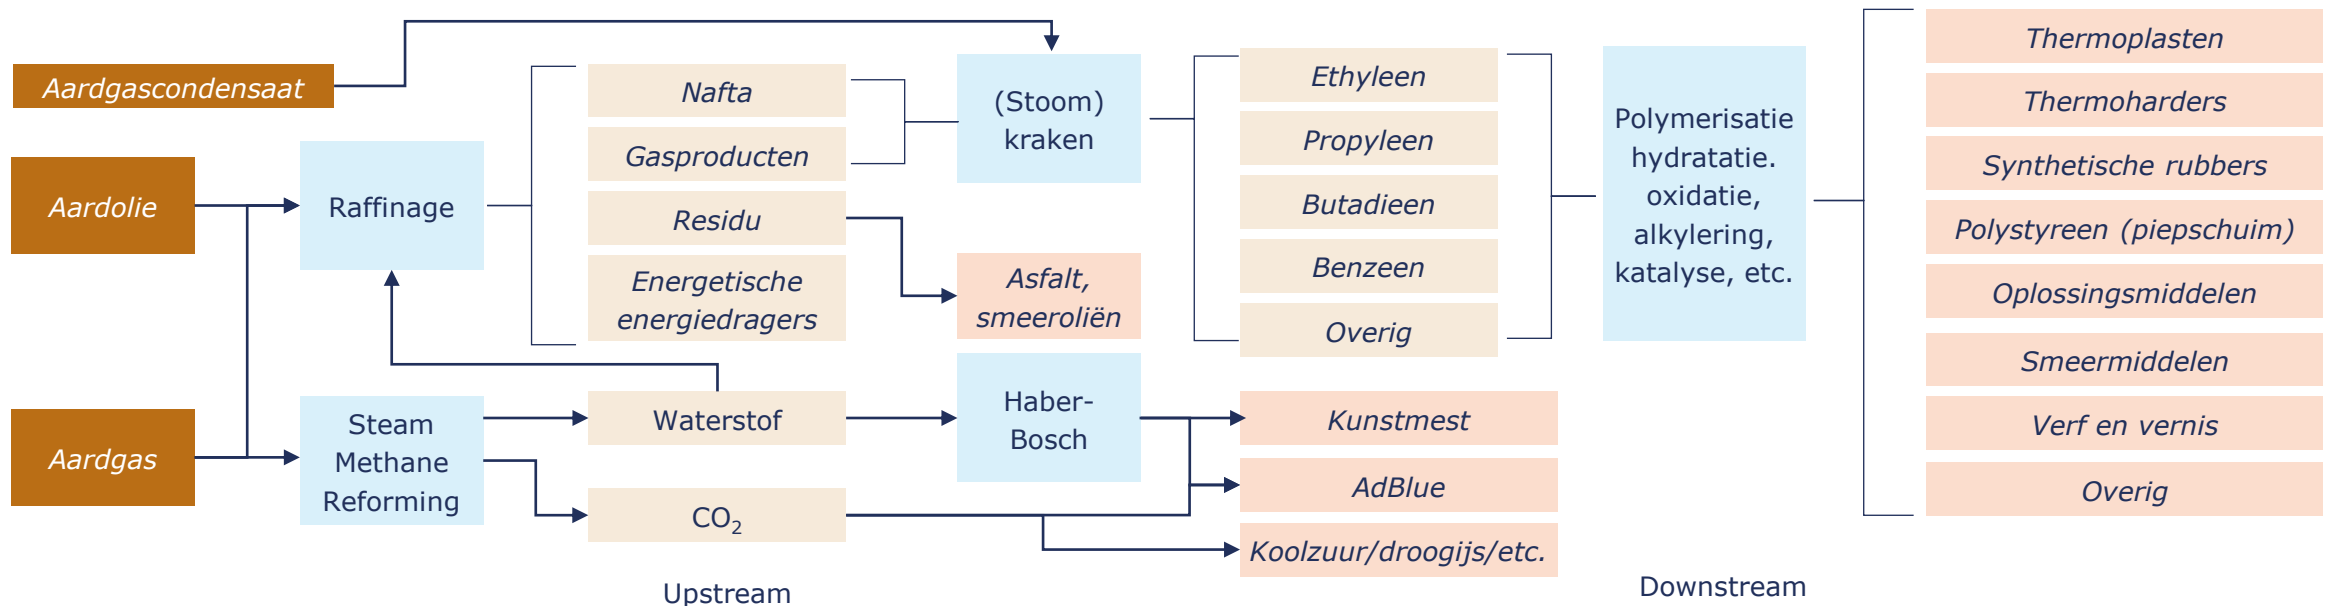 Aardgascondensaat
Aardolie
Aardgas
Raffinage
Steam
Methane
Reforming
Nafta
Gasproducten
Residu
Energetische
energiedragers
Waterstof
CO₂
(Stoom)
kraken
Asfalt,
smeeroliën
Haber-
Bosch
Ethyleen
Propyleen
Butadieen
Benzeen
Overig
Kunstmest
AdBlue
Koolzuur/droogijs/etc.
Polymerisatie
hydratatie.
oxidatie,
alkylering,
katalyse, etc.
Thermoplasten
Thermoharders
Synthetische rubbers
Polystyreen (piepschuim)
Oplossingsmiddelen
Smeermiddelen
Verf en vernis
Overig
Upstream
Downstream